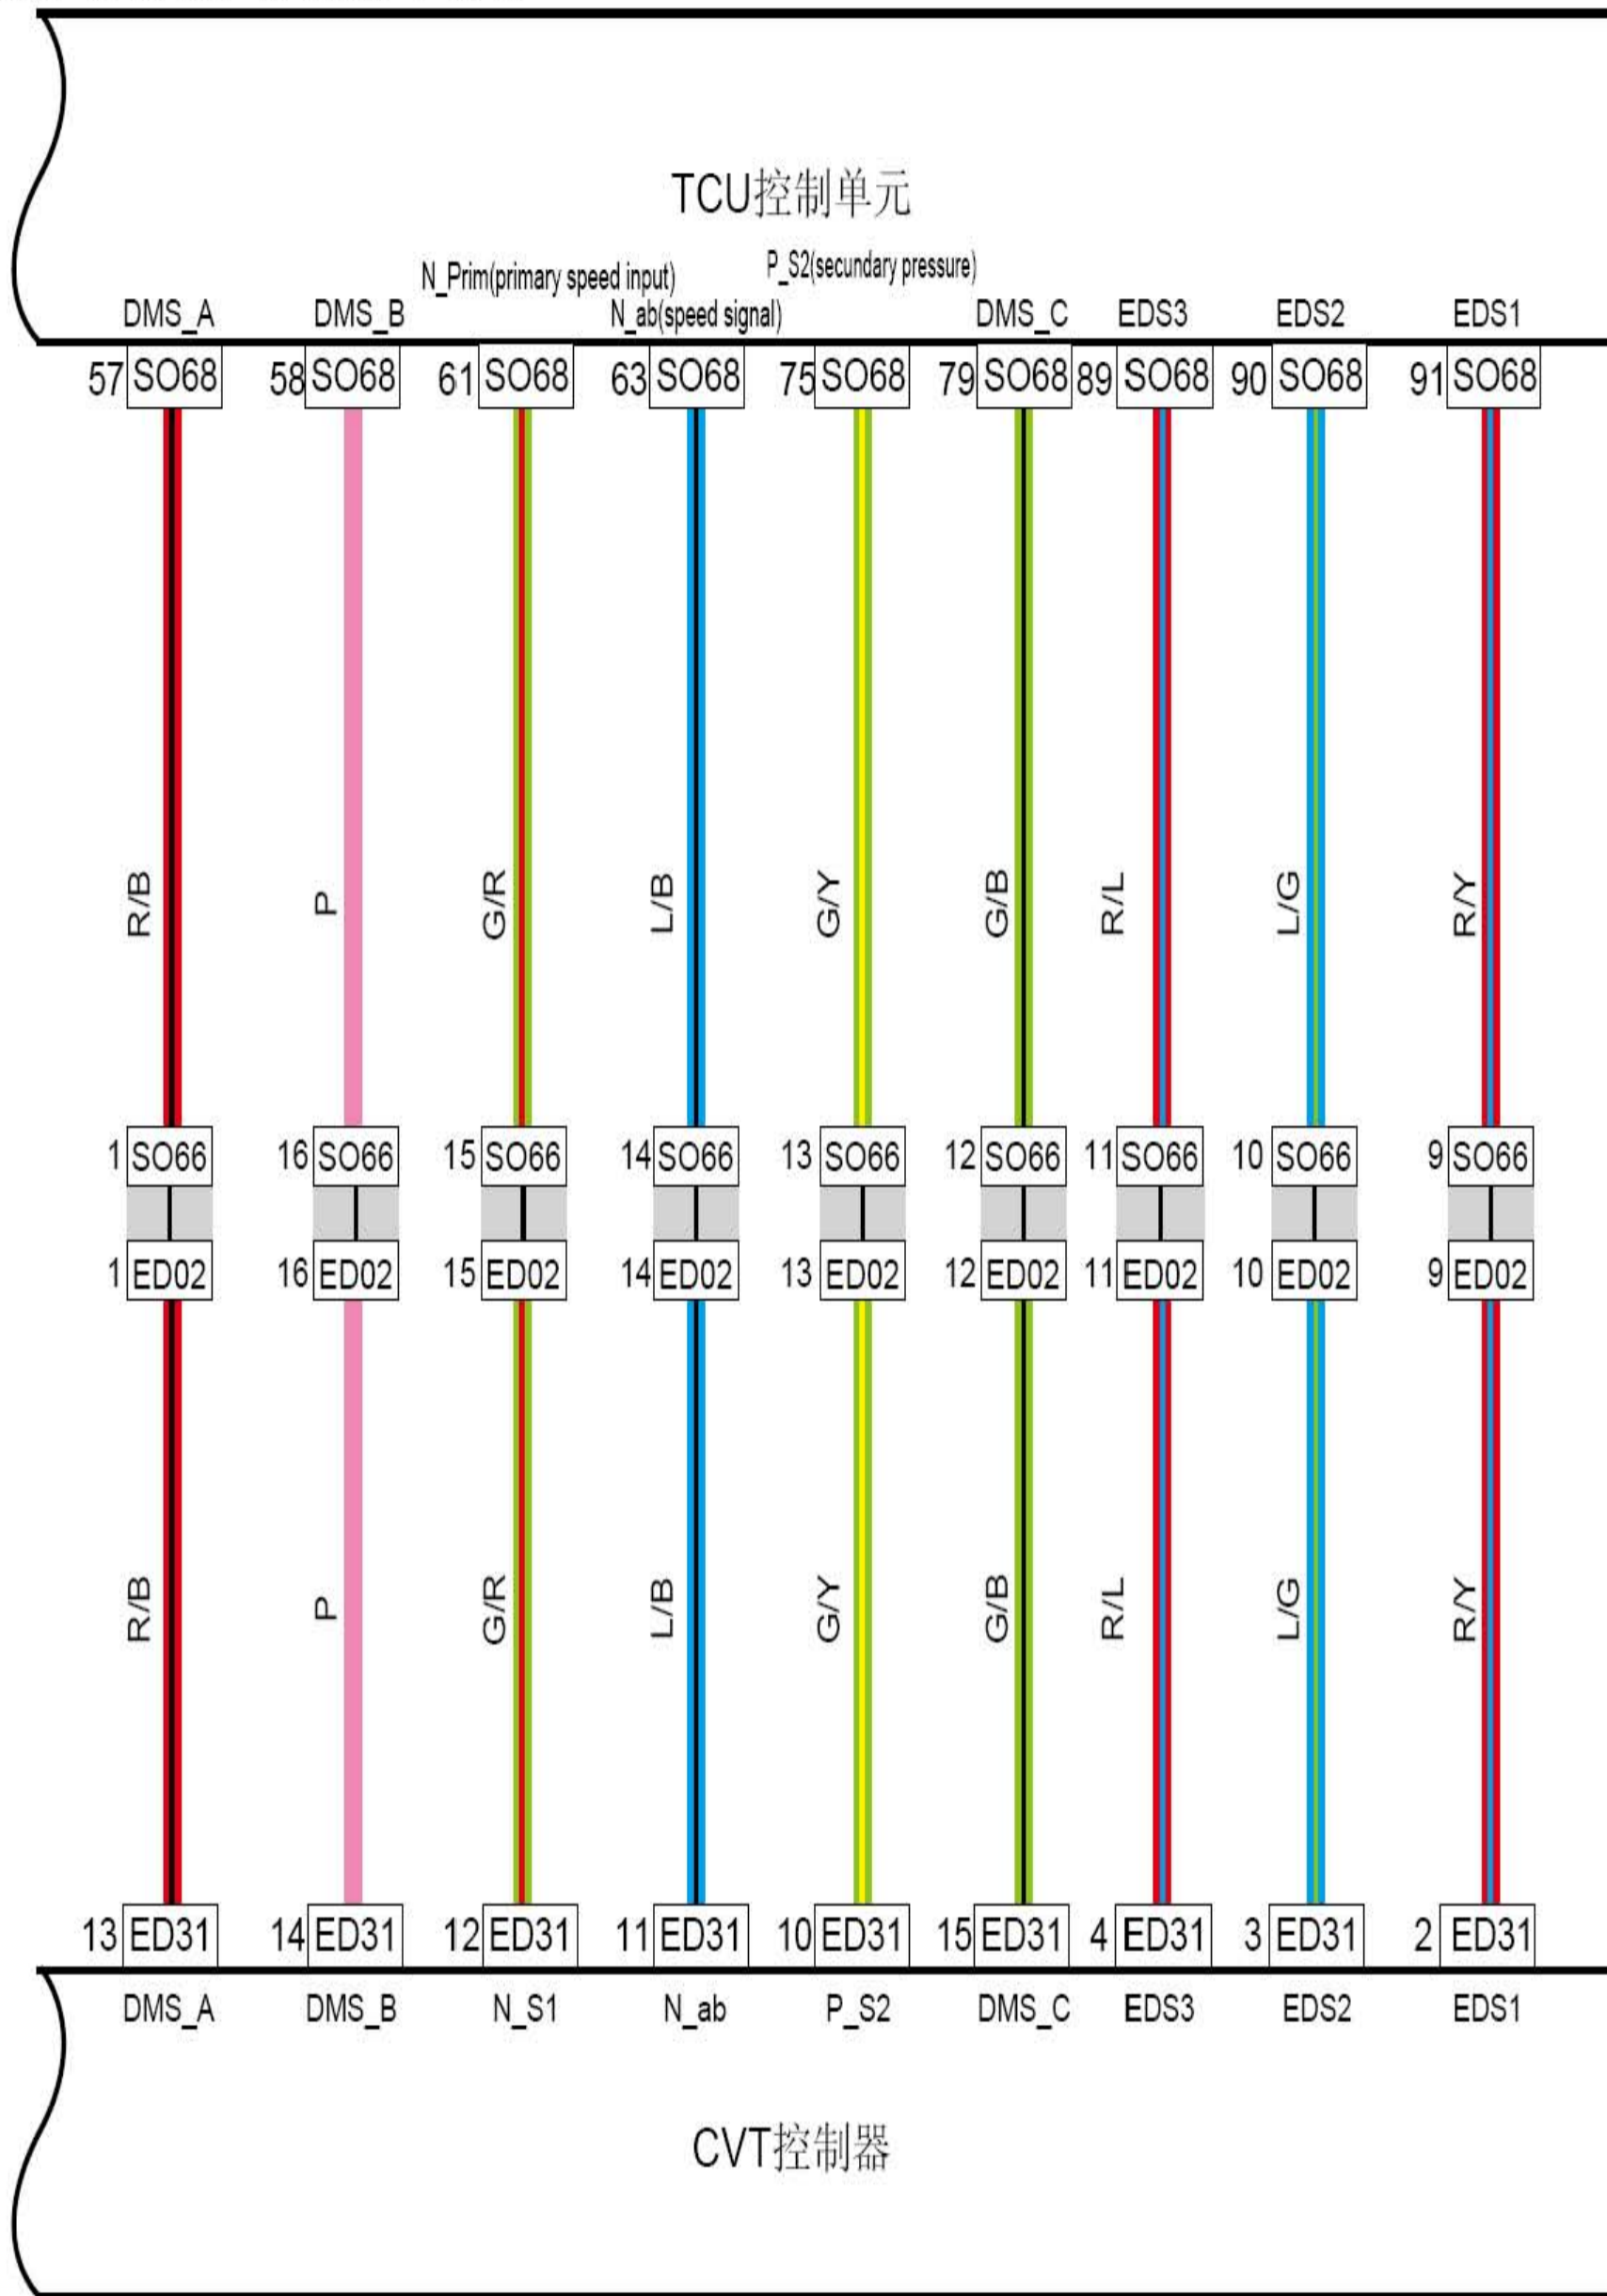 TCU控制单元
N_Prim(primary speed input) P_S2(secundary pressure)
DMS_A DMS_B N_ab(speed signal) DMS_C EDS3 EDS2 EDS1
57 SO68 58 SO68 61 SO68 63 SO68 75 SO68 79 SO68 89 SO68 90 SO68 91 SO68
R/B P G/R L/B G/Y G/B R/L L/G R/Y
1 SO66 16 SO66 15 SO66 14 SO66 13 SO66 12 SO66 11 SO66 10 SO66 9 SO66
1 ED02 16 ED02 15 ED02 14 ED02 13 ED02 12 ED02 11 ED02 10 ED02 9 ED02
R/B P G/R L/B G/Y G/B R/L L/G R/Y
13 ED31 14 ED31 12 ED31 11 ED31 10 ED31 15 ED31 4 ED31 3 ED31 2 ED31
DMS_A DMS_B N_S1 N_ab P_S2 DMS_C EDS3 EDS2 EDS1
CVT控制器